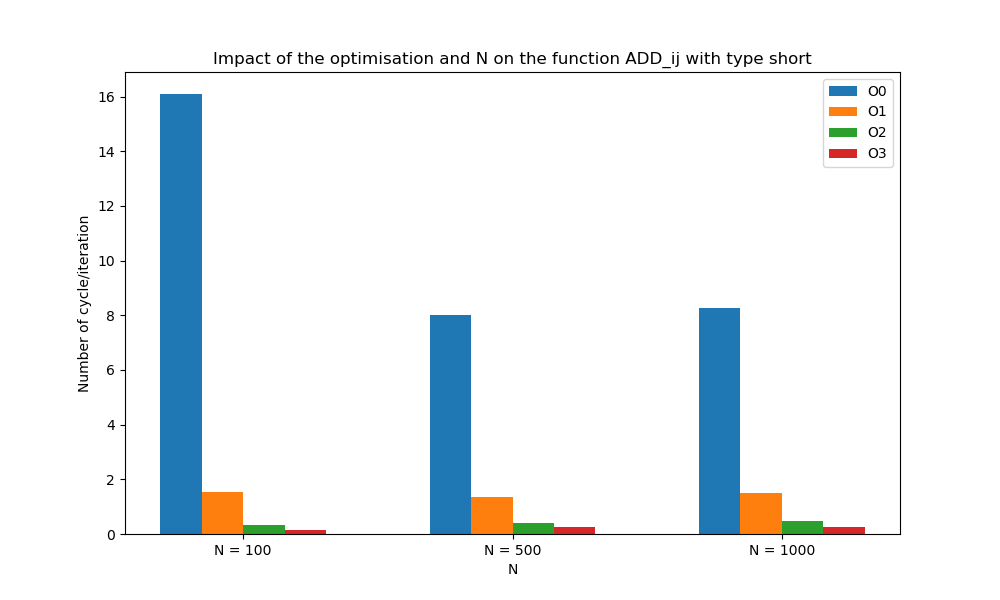 Impact of the optimisation and N on the function ADD_ij with type short
O0
O1
O2
O3
Number of cycle/iteration
16
14
12
10
8
6
4
2
0
N = 100
N = 500
N = 1000
N